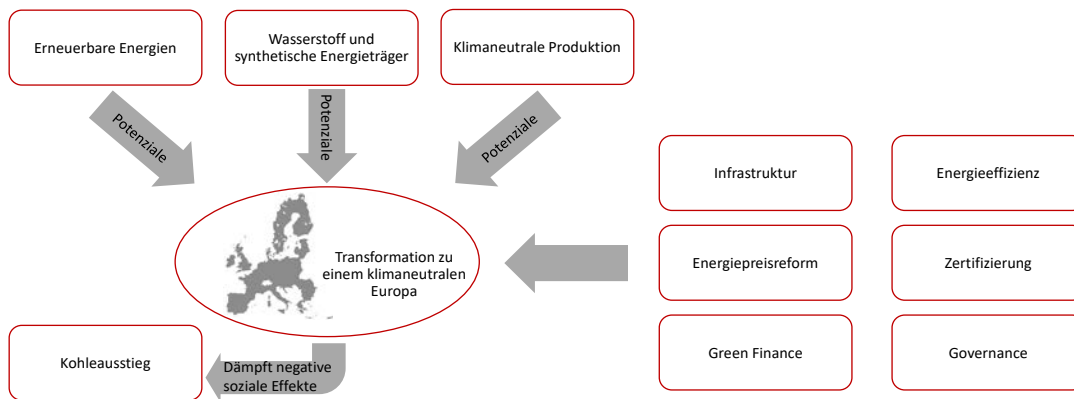 Erneuerbare Energien
Wasserstoff und
synthetische Energieträger
Klimaneutrale Produktion
Potenziale
Potenziale
Potenziale
Infrastruktur
Energieeffizienz
Transformation zu
einem klimaneutralen
Europa
Energiepreisreform
Zertifizierung
Kohleausstieg
Dämpft negative
soziale Effekte
Green Finance
Governance